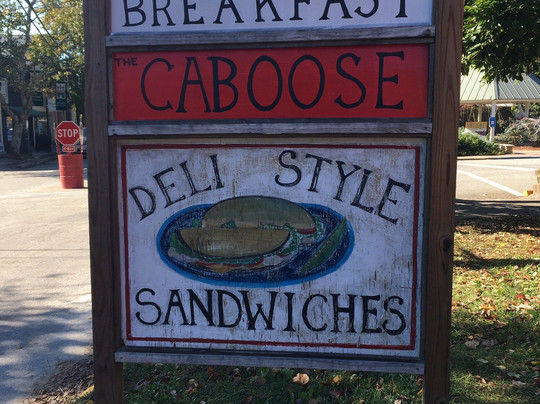 BREAKFAST
THE CABOOSE
STOP
DELI STYLE
SANDWICHES